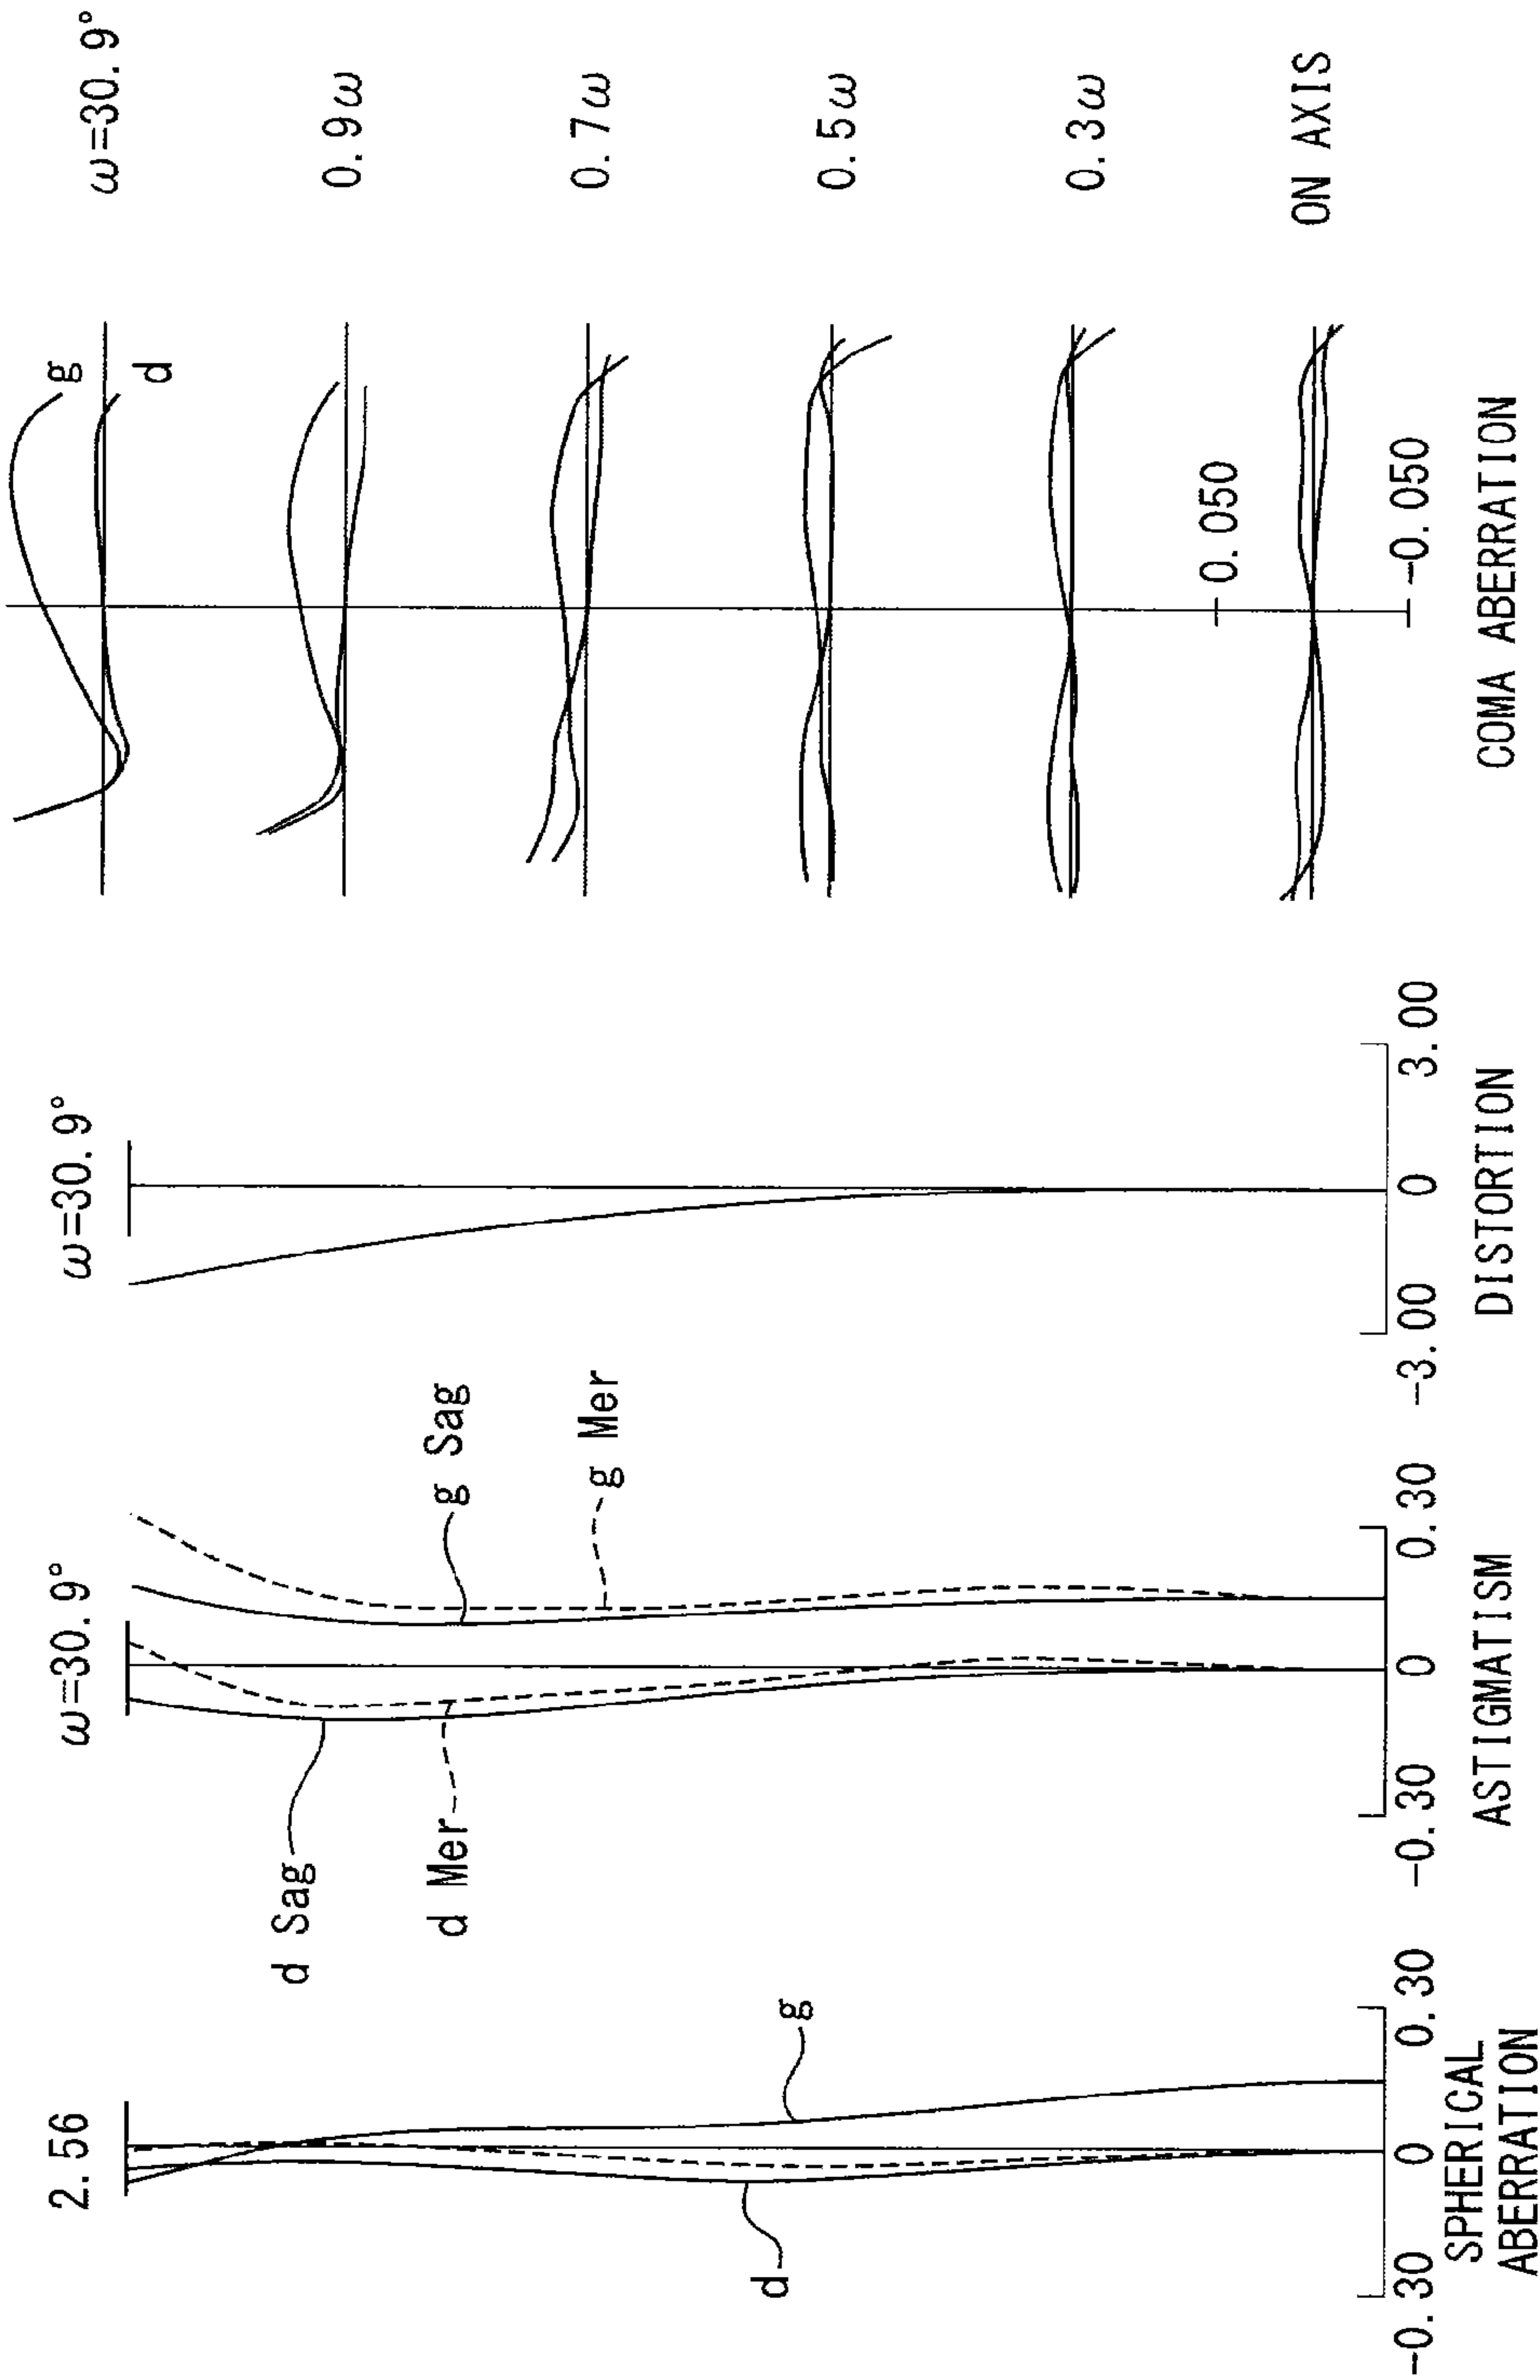 2.56
g
d
-0.30
0
0.30
SPHERICAL
ABERRATION
ω=30.9°
d Sag
d Mer
g Sag
g Mer
-0.30
0
0.30
ASTIGMATISM
ω=30.9°
-3.00
0
3.00
DISTORTION
g
d
ω=30.9°
0.9ω
0.7ω
0.5ω
0.3ω
0.050
ON AXIS
-0.050
COMA ABERRATION